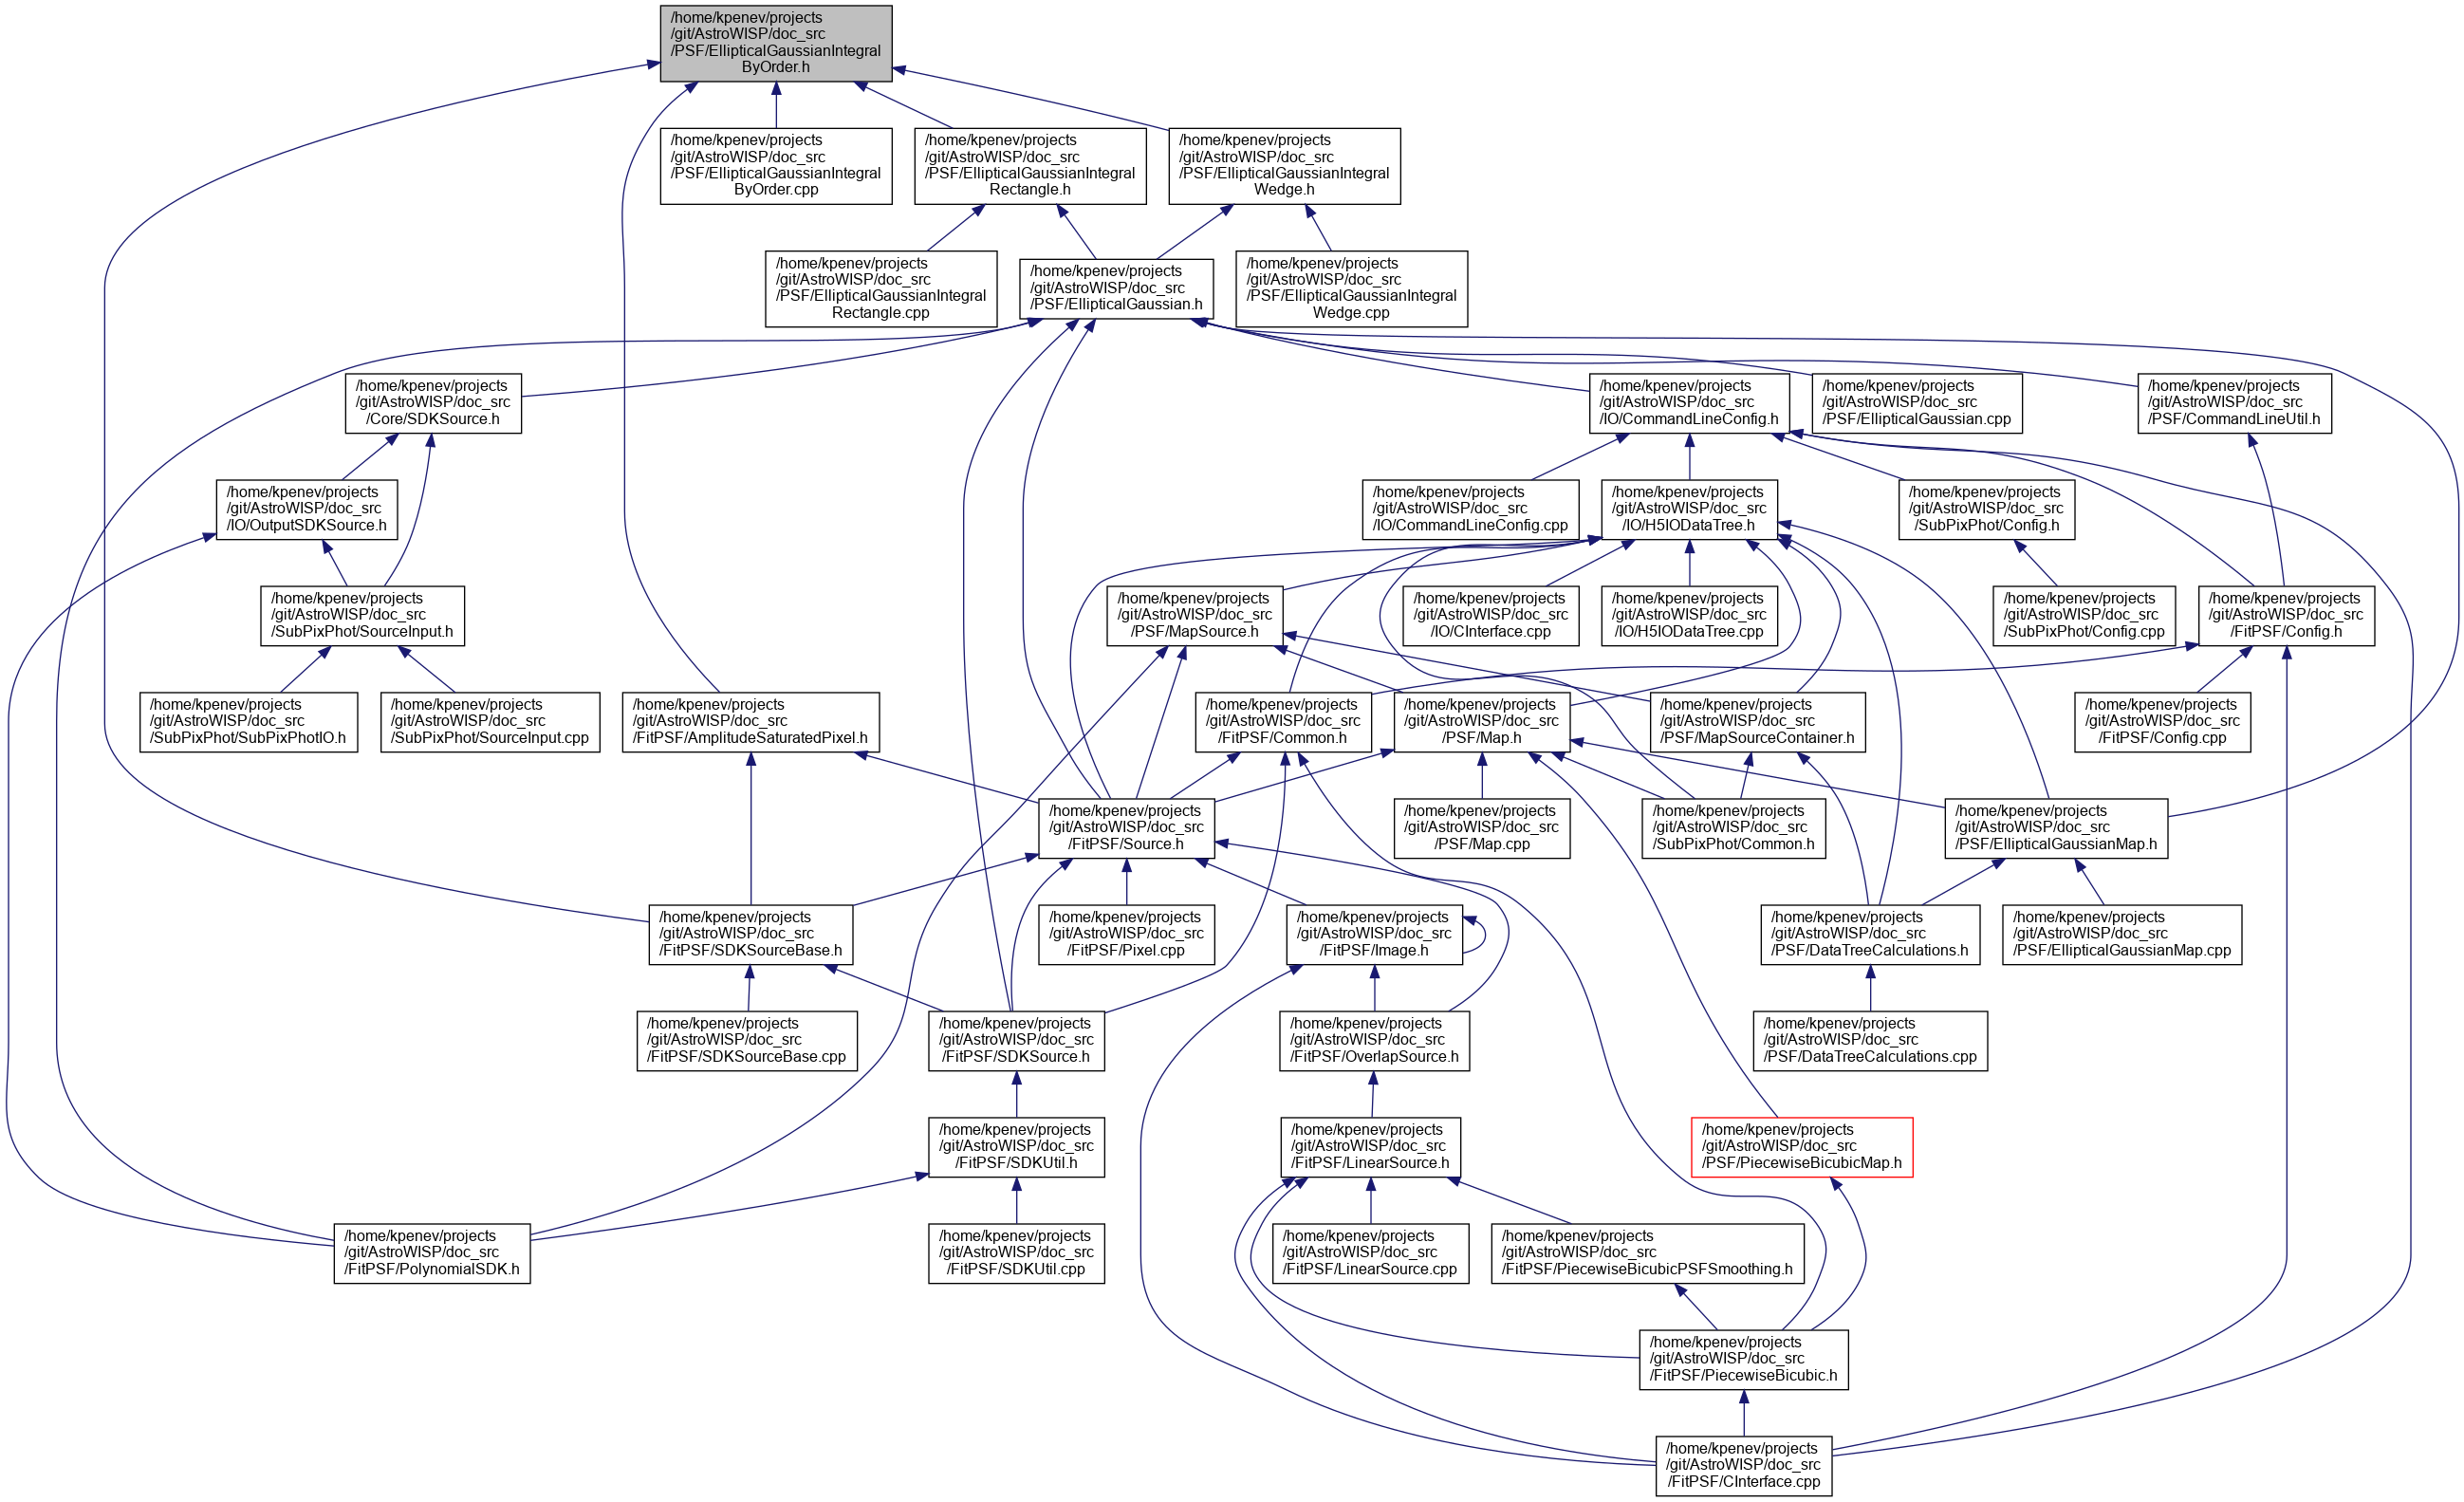 /home/kpenev/projects
/git/AstroWISP/doc_src
/PSF/EllipticalGaussianIntegral
ByOrder.h
/home/kpenev/projects
/git/AstroWISP/doc_src
/PSF/EllipticalGaussianIntegral
ByOrder.cpp
/home/kpenev/projects
/git/AstroWISP/doc_src
/PSF/EllipticalGaussianIntegral
Rectangle.h
/home/kpenev/projects
/git/AstroWISP/doc_src
/PSF/EllipticalGaussianIntegral
Wedge.h
/home/kpenev/projects
/git/AstroWISP/doc_src
/PSF/EllipticalGaussianIntegral
Rectangle.cpp
/home/kpenev/projects
/git/AstroWISP/doc_src
/PSF/EllipticalGaussian.h
/home/kpenev/projects
/git/AstroWISP/doc_src
/PSF/EllipticalGaussianIntegral
Wedge.cpp
/home/kpenev/projects
/git/AstroWISP/doc_src
/Core/SDKSource.h
/home/kpenev/projects
/git/AstroWISP/doc_src
/IO/CommandLineConfig.h
/home/kpenev/projects
/git/AstroWISP/doc_src
/PSF/EllipticalGaussian.cpp
/home/kpenev/projects
/git/AstroWISP/doc_src
/PSF/CommandLineUtil.h
/home/kpenev/projects
/git/AstroWISP/doc_src
/IO/OutputSDKSource.h
/home/kpenev/projects
/git/AstroWISP/doc_src
/IO/CommandLineConfig.cpp
/home/kpenev/projects
/git/AstroWISP/doc_src
/IO/H5IODataTree.h
/home/kpenev/projects
/git/AstroWISP/doc_src
/SubPixPhot/Config.h
/home/kpenev/projects
/git/AstroWISP/doc_src
/SubPixPhot/SourceInput.h
/home/kpenev/projects
/git/AstroWISP/doc_src
/PSF/MapSource.h
/home/kpenev/projects
/git/AstroWISP/doc_src
/IO/CInterface.cpp
/home/kpenev/projects
/git/AstroWISP/doc_src
/IO/H5IODataTree.cpp
/home/kpenev/projects
/git/AstroWISP/doc_src
/SubPixPhot/Config.cpp
/home/kpenev/projects
/git/AstroWISP/doc_src
/FitPSF/Config.h
/home/kpenev/projects
/git/AstroWISP/doc_src
/SubPixPhot/SubPixPhotIO.h
/home/kpenev/projects
/git/AstroWISP/doc_src
/SubPixPhot/SourceInput.cpp
/home/kpenev/projects
/git/AstroWISP/doc_src
/FitPSF/AmplitudeSaturatedPixel.h
/home/kpenev/projects
/git/AstroWISP/doc_src
/FitPSF/Common.h
/home/kpenev/projects
/git/AstroWISP/doc_src
/PSF/Map.h
/home/kpenev/projects
/git/AstroWISP/doc_src
/PSF/MapSourceContainer.h
/home/kpenev/projects
/git/AstroWISP/doc_src
/FitPSF/Config.cpp
/home/kpenev/projects
/git/AstroWISP/doc_src
/FitPSF/Source.h
/home/kpenev/projects
/git/AstroWISP/doc_src
/PSF/Map.cpp
/home/kpenev/projects
/git/AstroWISP/doc_src
/SubPixPhot/Common.h
/home/kpenev/projects
/git/AstroWISP/doc_src
/PSF/EllipticalGaussianMap.h
/home/kpenev/projects
/git/AstroWISP/doc_src
/FitPSF/SDKSourceBase.h
/home/kpenev/projects
/git/AstroWISP/doc_src
/FitPSF/Pixel.cpp
/home/kpenev/projects
/git/AstroWISP/doc_src
/FitPSF/Image.h
/home/kpenev/projects
/git/AstroWISP/doc_src
/PSF/DataTreeCalculations.h
/home/kpenev/projects
/git/AstroWISP/doc_src
/PSF/EllipticalGaussianMap.cpp
/home/kpenev/projects
/git/AstroWISP/doc_src
/FitPSF/SDKSourceBase.cpp
/home/kpenev/projects
/git/AstroWISP/doc_src
/FitPSF/SDKSource.h
/home/kpenev/projects
/git/AstroWISP/doc_src
/FitPSF/OverlapSource.h
/home/kpenev/projects
/git/AstroWISP/doc_src
/PSF/DataTreeCalculations.cpp
/home/kpenev/projects
/git/AstroWISP/doc_src
/FitPSF/SDKUtil.h
/home/kpenev/projects
/git/AstroWISP/doc_src
/FitPSF/LinearSource.h
/home/kpenev/projects
/git/AstroWISP/doc_src
/PSF/PiecewiseBicubicMap.h
/home/kpenev/projects
/git/AstroWISP/doc_src
/FitPSF/PolynomialSDK.h
/home/kpenev/projects
/git/AstroWISP/doc_src
/FitPSF/SDKUtil.cpp
/home/kpenev/projects
/git/AstroWISP/doc_src
/FitPSF/LinearSource.cpp
/home/kpenev/projects
/git/AstroWISP/doc_src
/FitPSF/PiecewiseBicubicPSFSmoothing.h
/home/kpenev/projects
/git/AstroWISP/doc_src
/FitPSF/PiecewiseBicubic.h
/home/kpenev/projects
/git/AstroWISP/doc_src
/FitPSF/CInterface.cpp